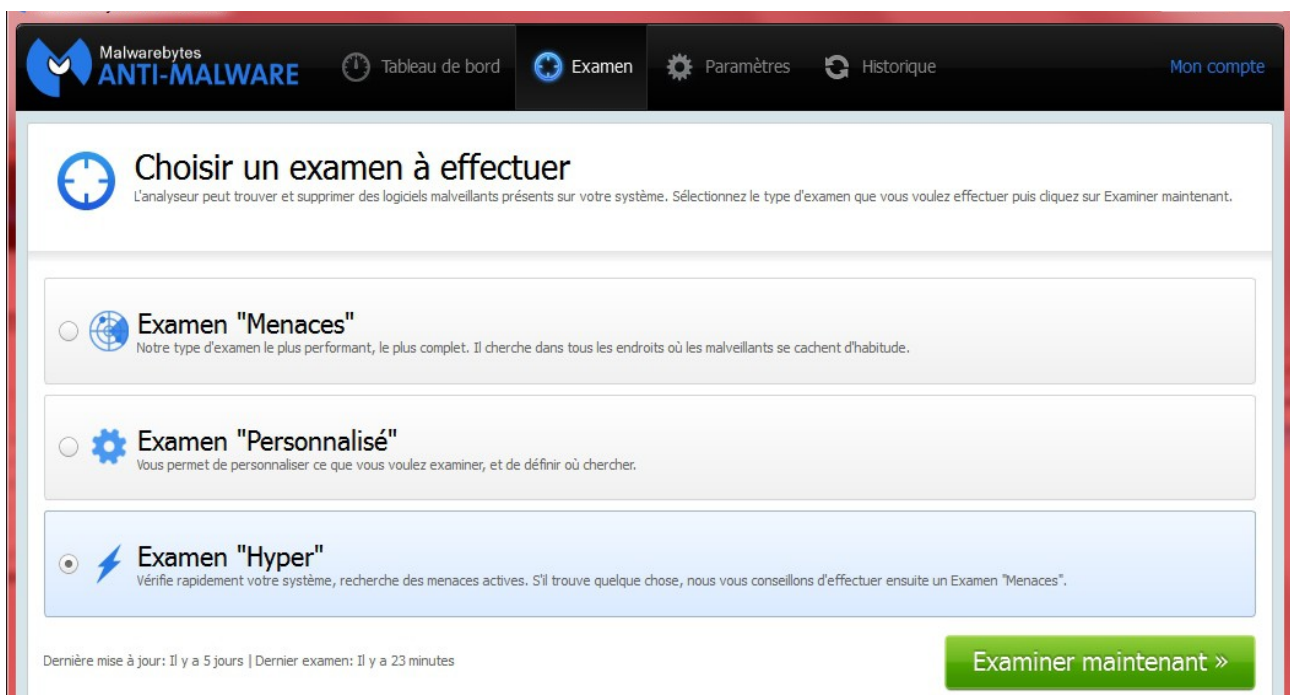 Malwarebytes
ANTI-MALWARE
Tableau de bord
Examen
Paramètres
Historique
Mon compte
Choisir un examen à effectuer
L'analyseur peut trouver et supprimer des logiciels malveillants présents sur votre système. Sélectionnez le type d'examen que vous voulez effectuer puis cliquez sur Examiner maintenant.
Examen "Menaces"
Notre type d'examen le plus performant, le plus complet. Il cherche dans tous les endroits où les malveillants se cachent d'habitude.
Examen "Personnalisé"
Vous permet de personnaliser ce que vous voulez examiner, et de définir où chercher.
Examen "Hyper"
Vérifie rapidement votre système, recherche des menaces actives. S'il trouve quelque chose, nous vous conseillons d'effectuer ensuite un Examen "Menaces".
Dernière mise à jour: Il y a 5 jours | Dernier examen: Il y a 23 minutes
Examiner maintenant »